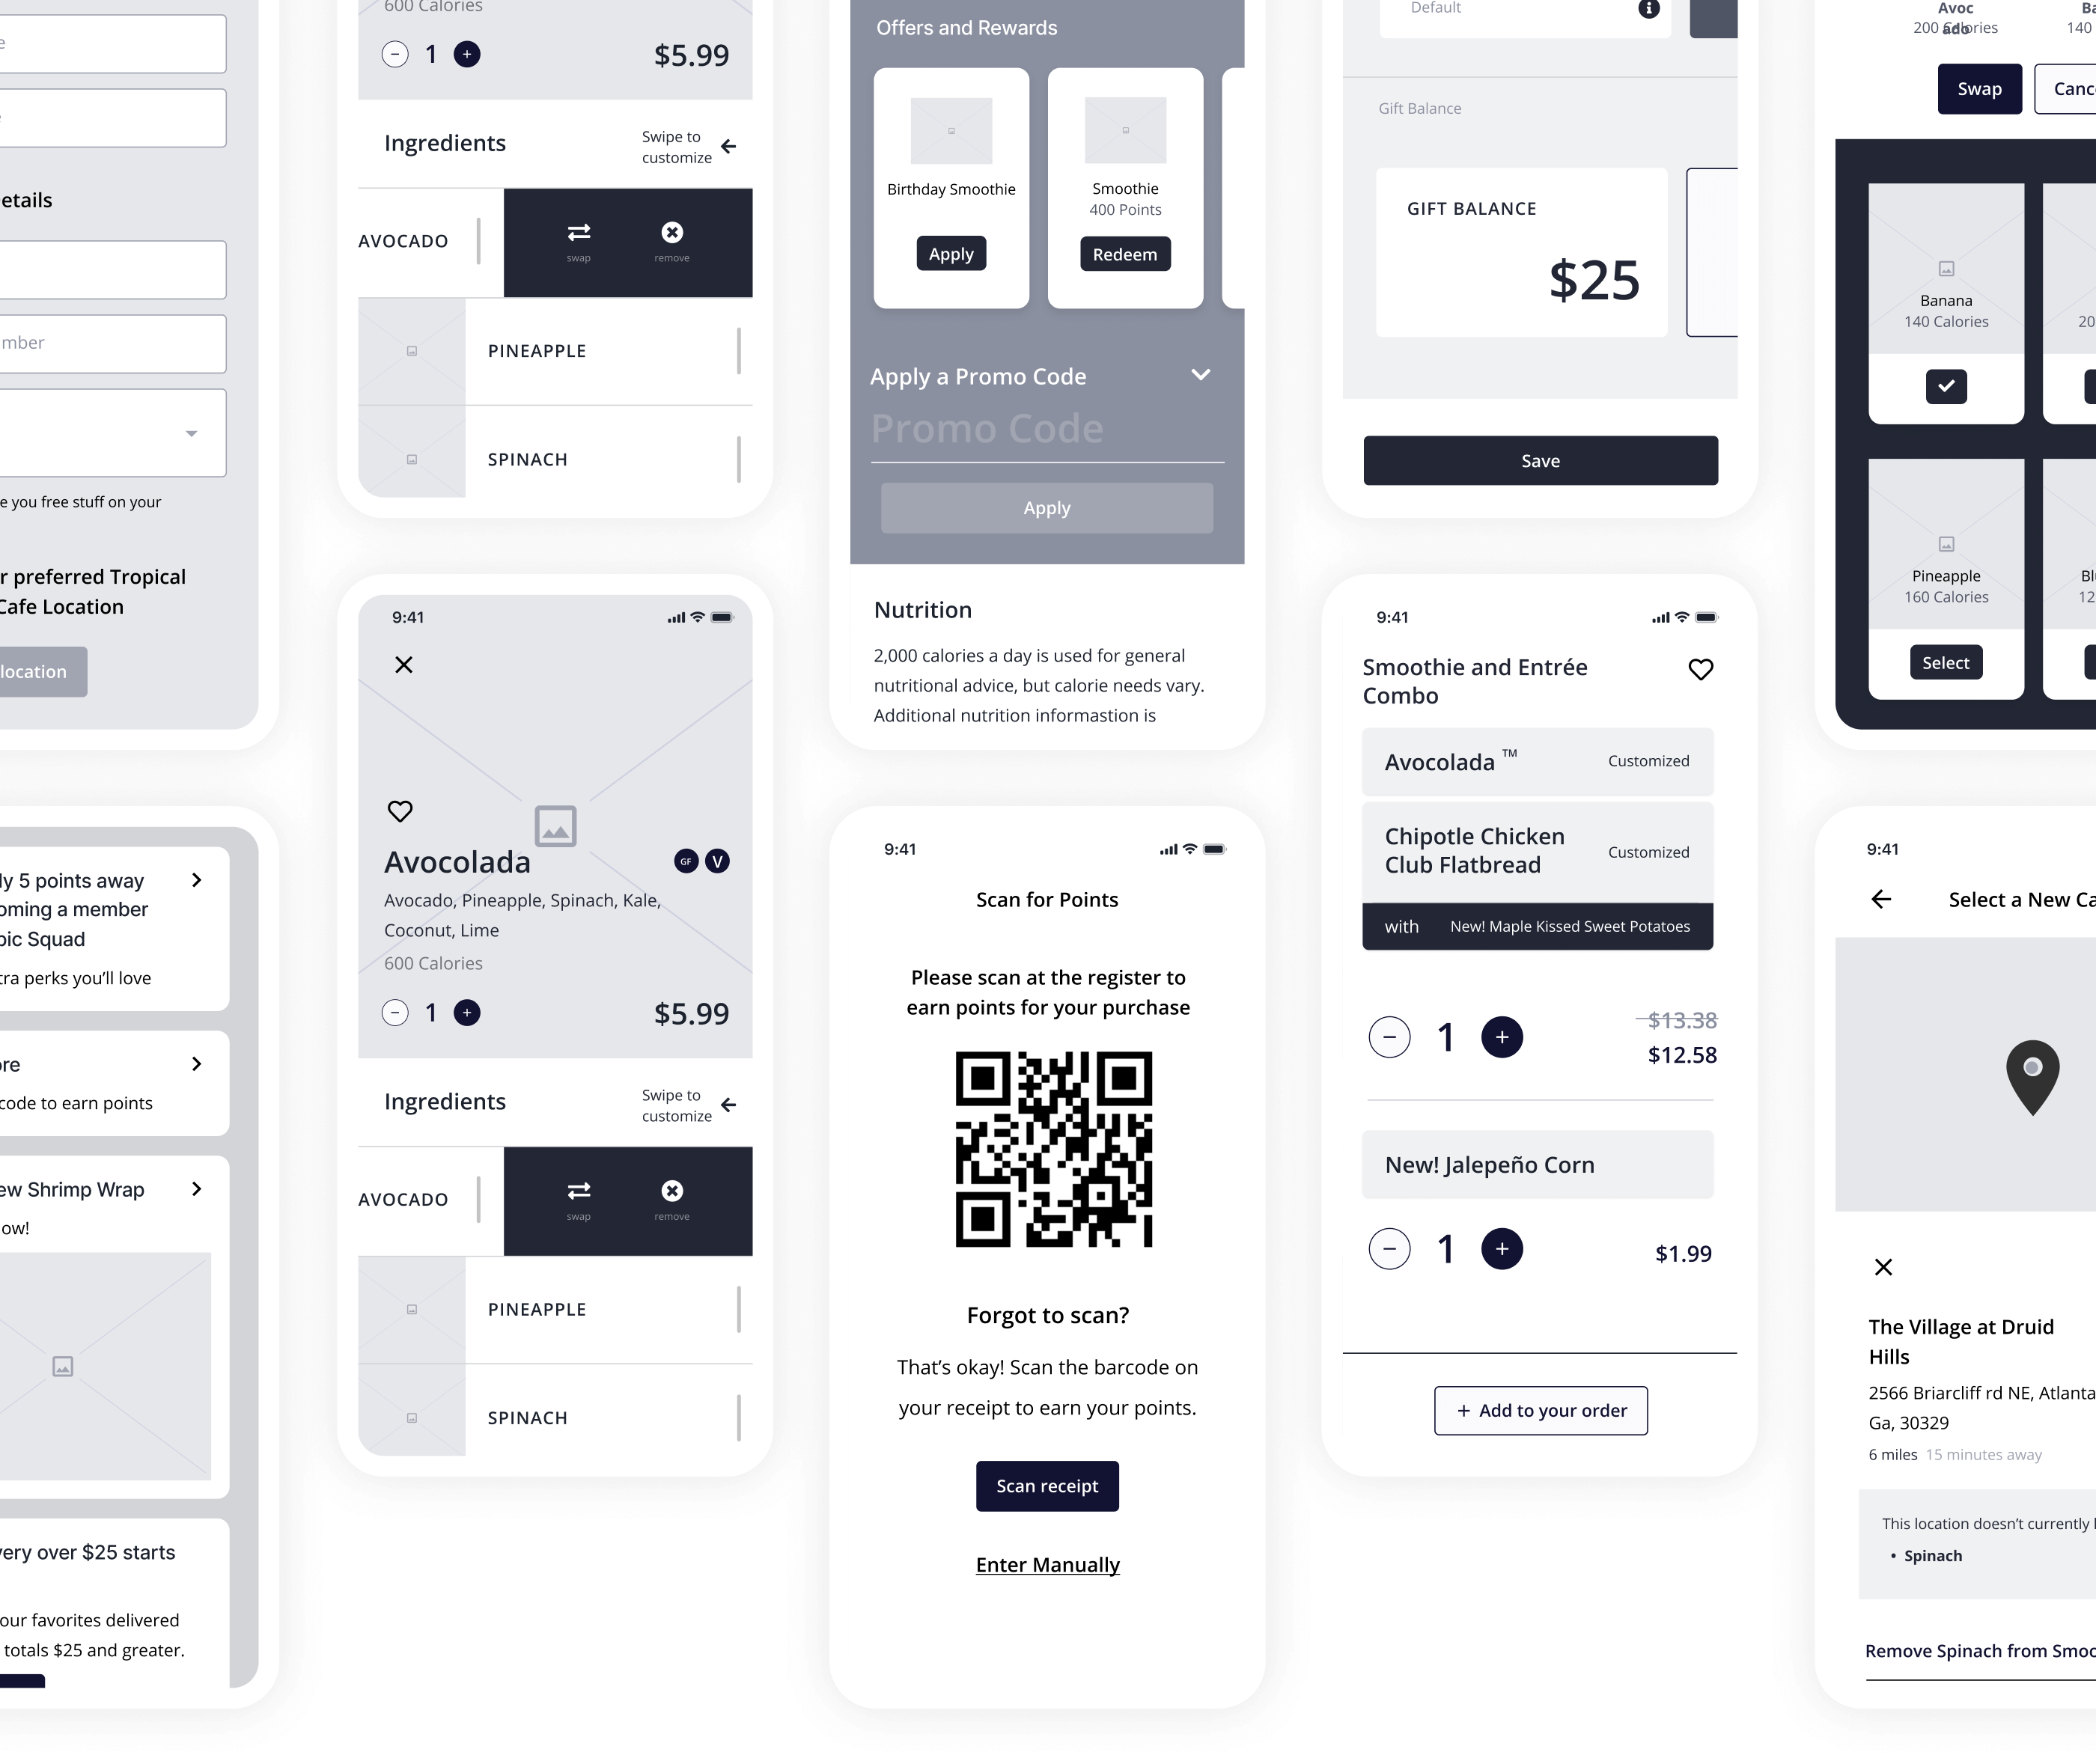 etails
mber
e you free stuff on your
r preferred Tropical
Cafe Location
location
ly 5 points away
oming a member
bic Squad
tra perks you'll love
ore
code to earn points
ew Shrimp Wrap
ow!
very over $25 starts
our favorites delivered
totals $25 and greater.
600 Calories
1
$5.99
Ingredients
Swipe to
customize
AVOCADO
swap
remove
PINEAPPLE
SPINACH
9:41
Avocolada
GF V
Avocado, Pineapple, Spinach, Kale,
Coconut, Lime
600 Calories
1
$5.99
Ingredients
Swipe to
customize
AVOCADO
swap
remove
PINEAPPLE
SPINACH
Offers and Rewards
Birthday Smoothie
Apply
Smoothie
400 Points
Redeem
Apply a Promo Code
Promo Code
Apply
Nutrition
2,000 calories a day is used for general
nutritional advice, but calorie needs vary.
Additional nutrition informastion is
9:41
Scan for Points
Please scan at the register to
earn points for your purchase
Forgot to scan?
That's okay! Scan the barcode on
your receipt to earn your points.
Scan receipt
Enter Manually
Default
Gift Balance
GIFT BALANCE
$25
Save
9:41
Smoothie and Entrée
Combo
Avocolada ™
Customized
Chipotle Chicken
Club Flatbread
Customized
with
New! Maple Kissed Sweet Potatoes
1
$13.38
$12.58
New! Jalepeño Corn
1
$1.99
+ Add to your order
Avoc
ado
200 Calories
Ba
140
Swap
Canc
Banana
140 Calories
20
Pineapple
160 Calories
Select
Bl
12
9:41
Select a New Ca
The Village at Druid
Hills
2566 Briarcliff rd NE, Atlanta
Ga, 30329
6 miles 15 minutes away
This location doesn't currently
• Spinach
Remove Spinach from Smoo